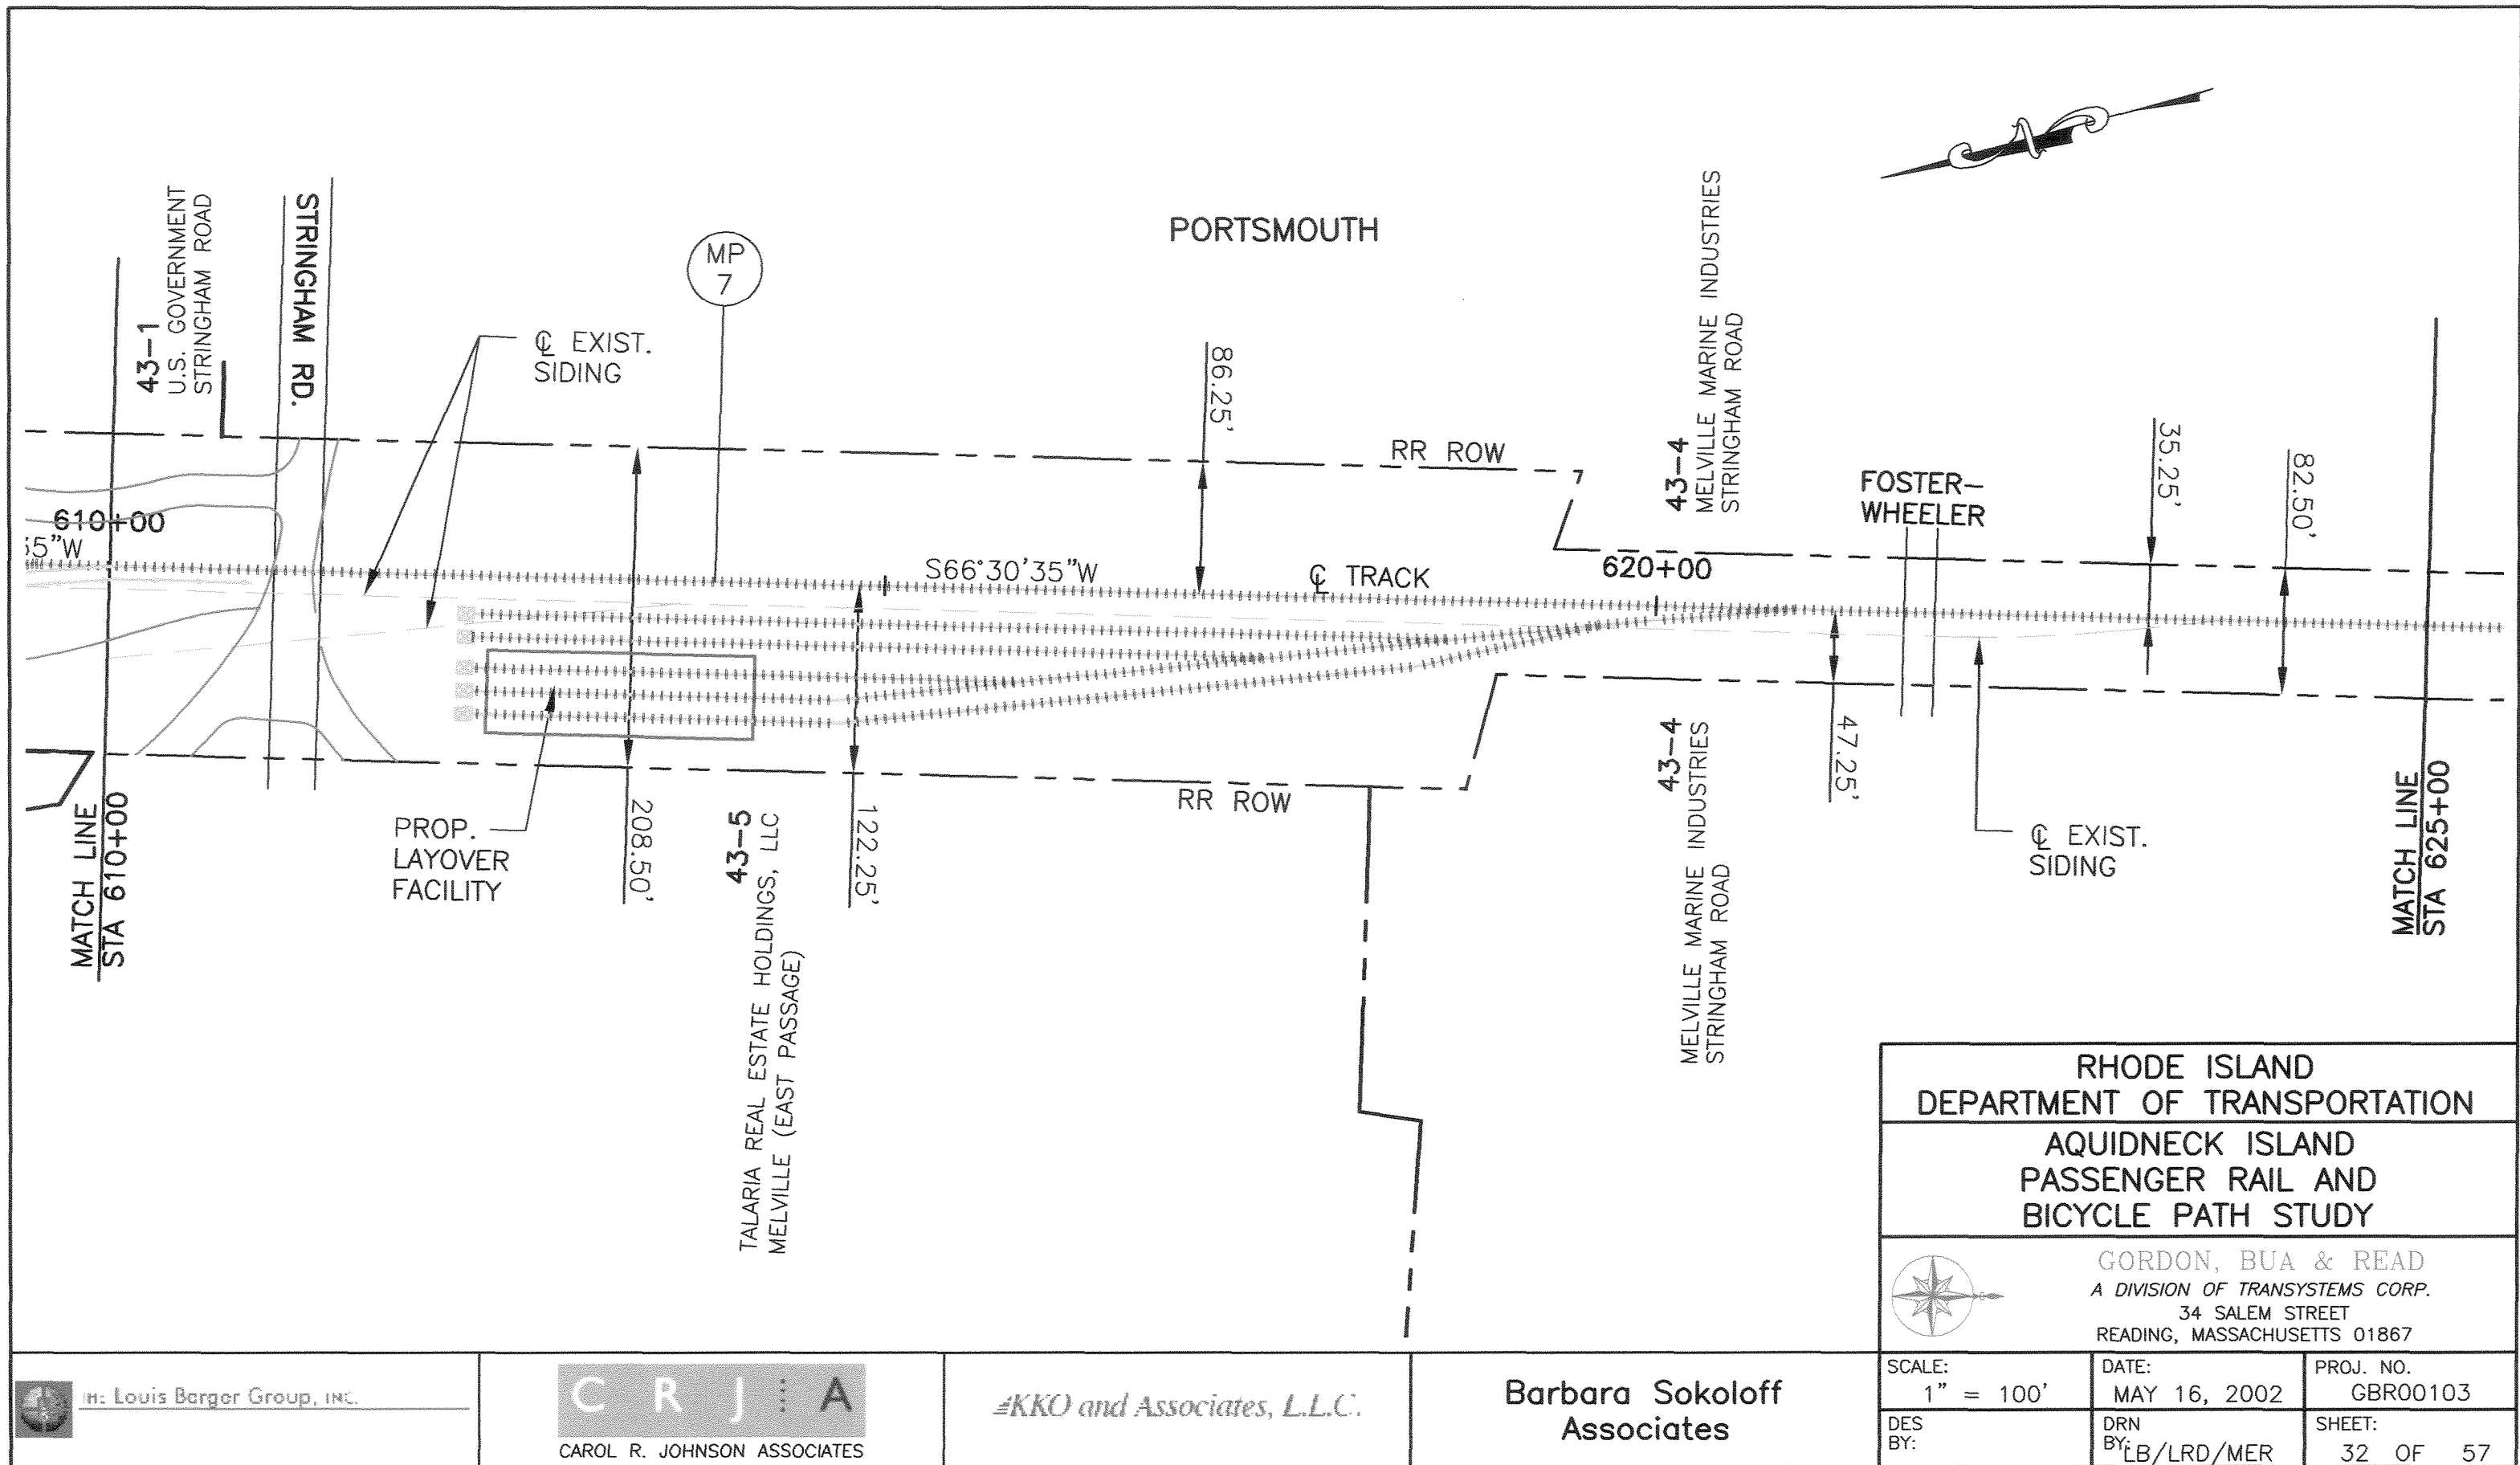 43-1
U.S. GOVERNMENT
STRINGHAM ROAD
STRINGHAM RD.
MP
7
PORTSMOUTH
℄ EXIST.
SIDING
86.25'
43-4
MELVILLE MARINE INDUSTRIES
STRINGHAM ROAD
RR ROW
35.25'
82.50'
FOSTER-
WHEELER
610+00
35"W
S66°30'35"W
℄ TRACK
620+00
MATCH LINE
STA 610+00
PROP.
LAYOVER
FACILITY
208.50'
43-5
TALARIA REAL ESTATE HOLDINGS, LLC
MELVILLE (EAST PASSAGE)
122.25'
RR ROW
43-4
MELVILLE MARINE INDUSTRIES
STRINGHAM ROAD
47.25'
℄ EXIST.
SIDING
MATCH LINE
STA 625+00
RHODE ISLAND
DEPARTMENT OF TRANSPORTATION
AQUIDNECK ISLAND
PASSENGER RAIL AND
BICYCLE PATH STUDY
GORDON, BUA & READ
A DIVISION OF TRANSYSTEMS CORP.
34 SALEM STREET
READING, MASSACHUSETTS 01867
THE Louis Berger Group, INC.
C R J A
CAROL R. JOHNSON ASSOCIATES
KKO and Associates, L.L.C.
Barbara Sokoloff
Associates
SCALE:
1" = 100'
DATE:
MAY 16, 2002
PROJ. NO.
GBR00103
DES
BY:
DRN
BY: LB/LRD/MER
SHEET:
32 OF 57